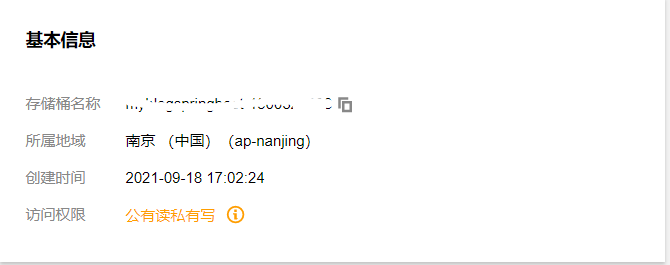 基本信息
存储桶名称
所属地域 南京 （中国）（ap-nanjing）
创建时间 2021-09-18 17:02:24
访问权限 公有读私有写